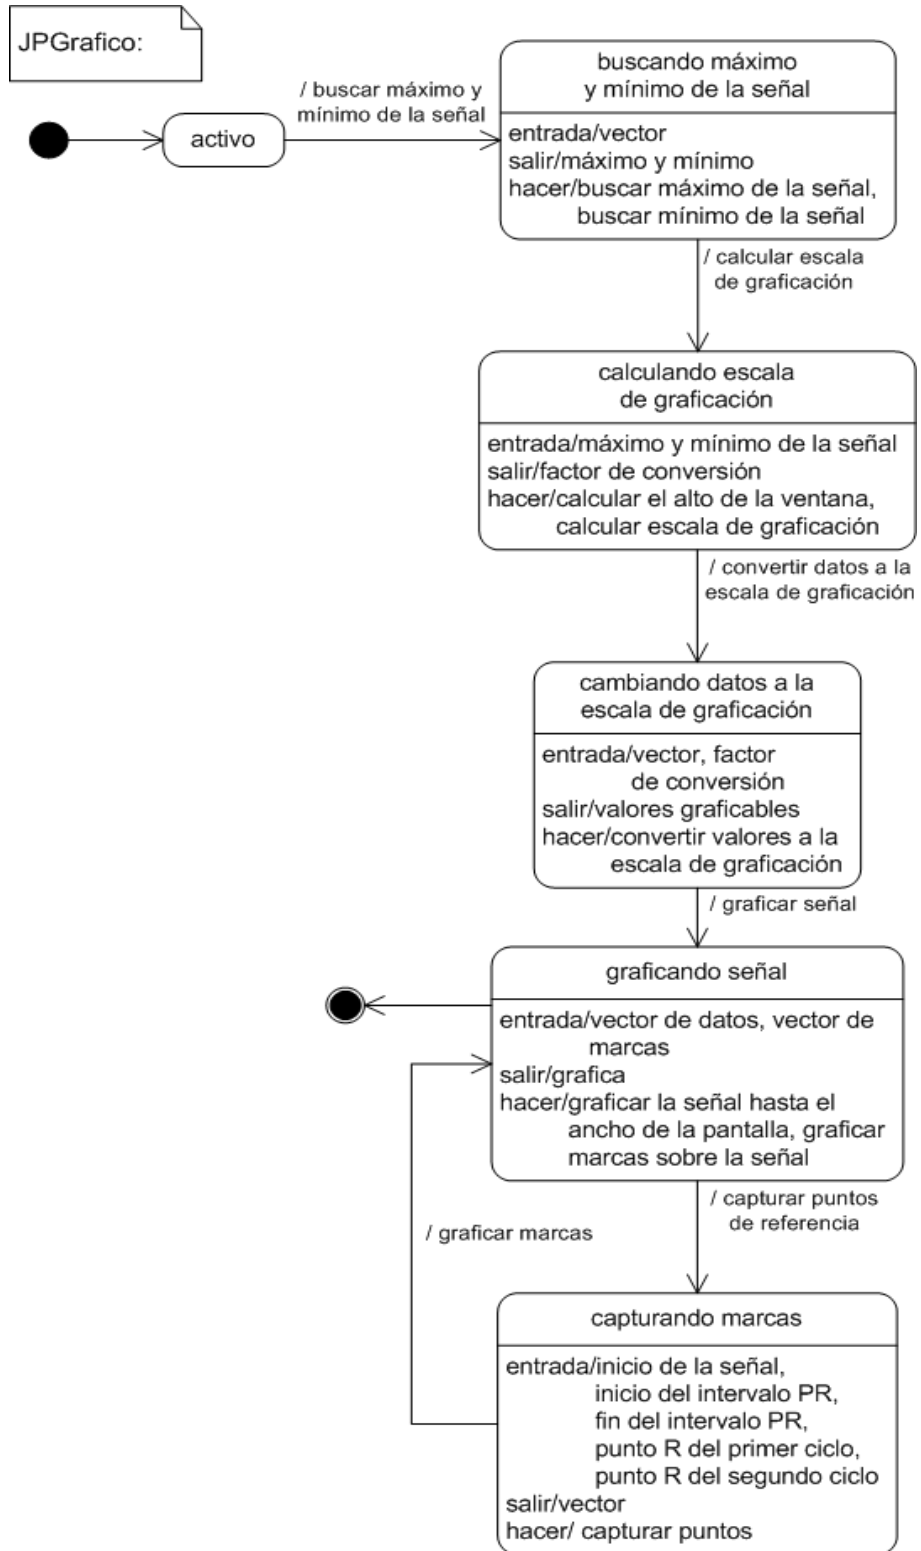 JPGrafico:
activo
/ buscar máximo y
mínimo de la señal
buscando máximo
y mínimo de la señal
entrada/vector
salir/máximo y mínimo
hacer/buscar máximo de la señal,
buscar mínimo de la señal
/ calcular escala
de graficación
calculando escala
de graficación
entrada/máximo y mínimo de la señal
salir/factor de conversión
hacer/calcular el alto de la ventana,
calcular escala de graficación
/ convertir datos a la
escala de graficación
cambiando datos a la
escala de graficación
entrada/vector, factor
de conversión
salir/valores graficables
hacer/convertir valores a la
escala de graficación
/ graficar señal
graficando señal
entrada/vector de datos, vector de
marcas
salir/grafica
hacer/graficar la señal hasta el
ancho de la pantalla, graficar
marcas sobre la señal
/ capturar puntos
de referencia
/ graficar marcas
capturando marcas
entrada/inicio de la señal,
inicio del intervalo PR,
fin del intervalo PR,
punto R del primer ciclo,
punto R del segundo ciclo
salir/vector
hacer/ capturar puntos